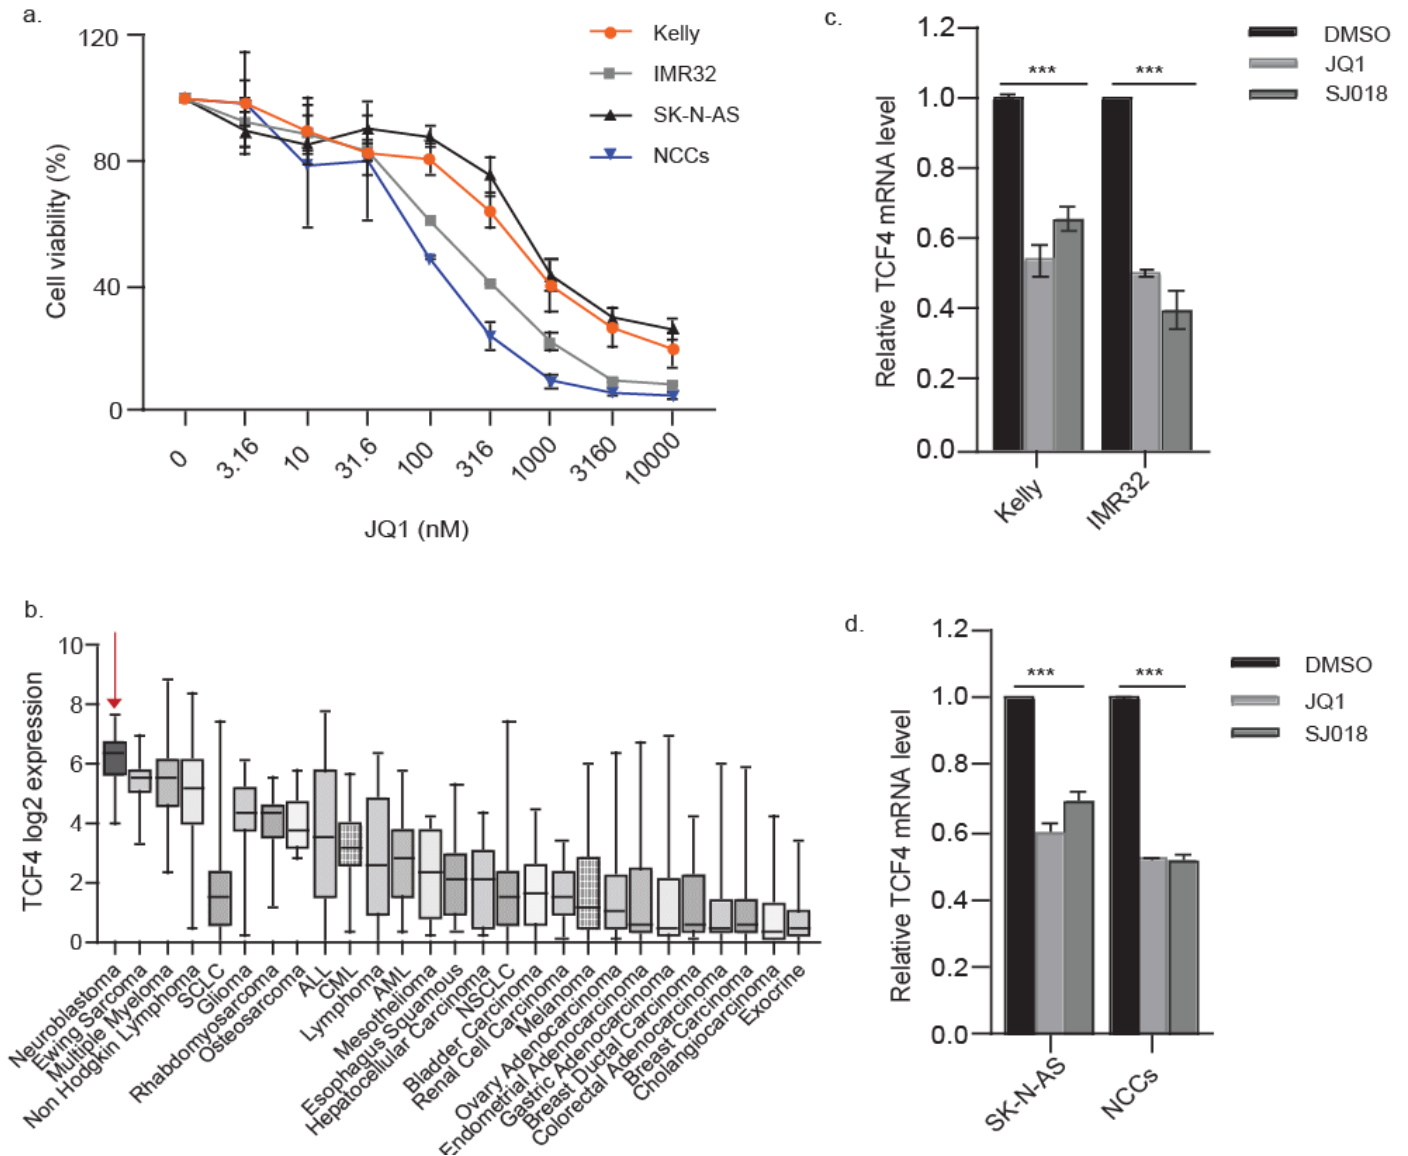 a.
120
80
40
0
Cell viability (%)
0
3.16
10
31.6
100
316
1000
3160
10000
JQ1 (nM)
Kelly
IMR32
SK-N-AS
NCCs
c.
1.2
1.0
0.8
0.6
0.4
0.2
0.0
Relative TCF4 mRNA level
***
***
Kelly
IMR32
DMSO
JQ1
SJ018
b.
10
8
6
4
2
0
TCF4 log2 expression
Neuroblastoma
Ewing Sarcoma
Multiple Myeloma
Non Hodgkin Lymphoma
SCLC
Glioma
Rhabdomyosarcoma
Osteosarcoma
ALL
CML
Lymphoma
AML
Mesothelioma
Esophagus Squamous
Hepatocellular Carcinoma
NSCLC
Bladder Carcinoma
Renal Cell Carcinoma
Melanoma
Ovary Adenocarcinoma
Endometrial Adenocarcinoma
Gastric Adenocarcinoma
Breast Ductal Carcinoma
Colorectal Adenocarcinoma
Breast Carcinoma
Cholangiocarcinoma
Exocrine
d.
1.2
1.0
0.8
0.6
0.4
0.2
0.0
Relative TCF4 mRNA level
***
***
SK-N-AS
NCCs
DMSO
JQ1
SJ018